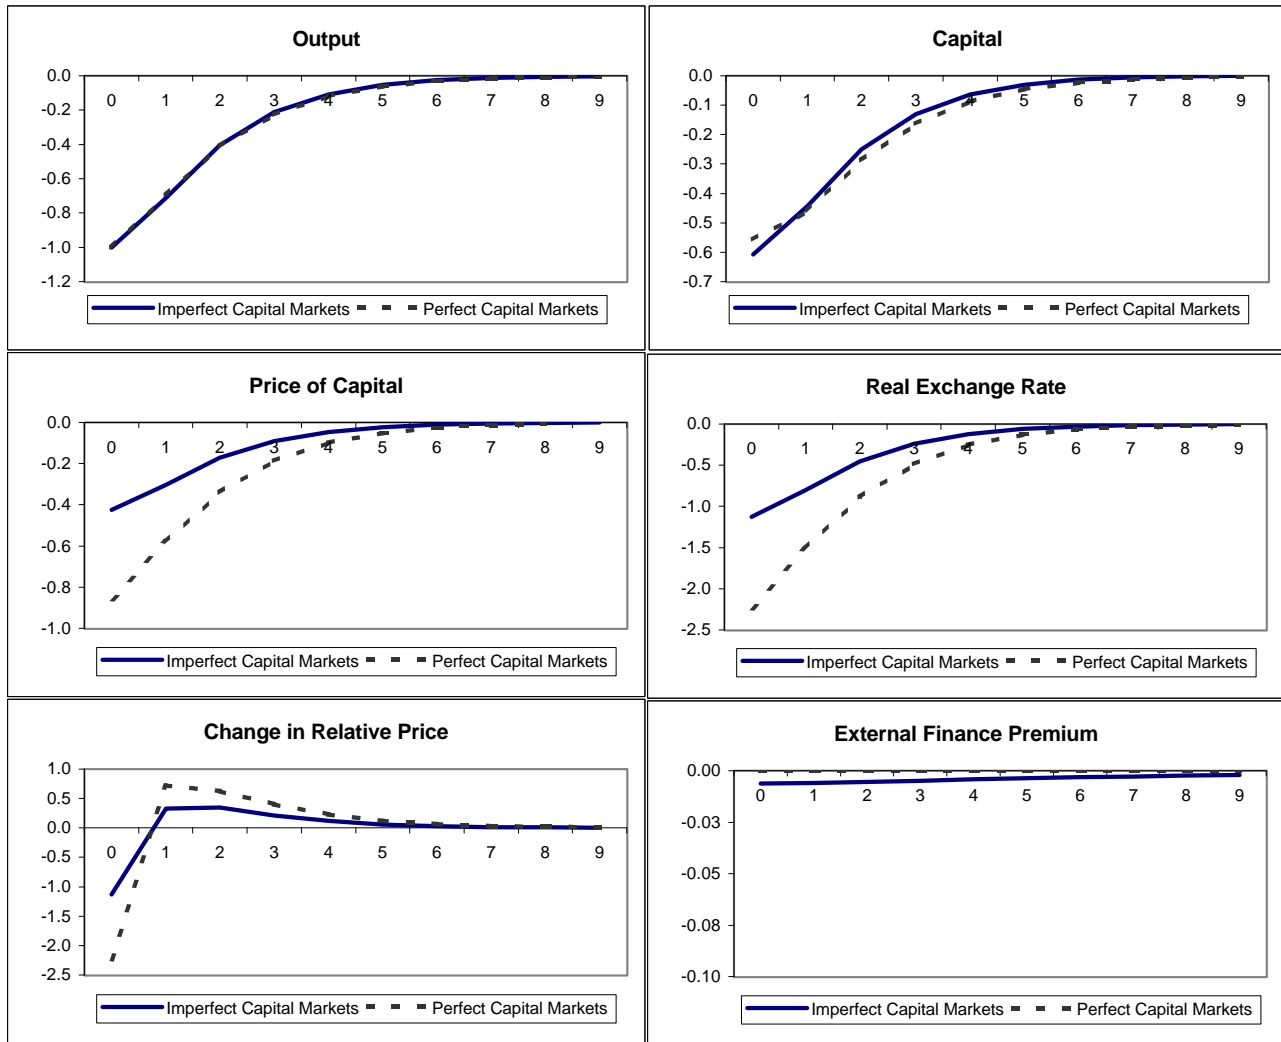 Output
0.0
-0.2
-0.4
-0.6
-0.8
-1.0
-1.2
0 1 2 3 4 5 6 7 8 9
Imperfect Capital Markets Perfect Capital Markets
Capital
0.0
-0.1
-0.2
-0.3
-0.4
-0.5
-0.6
-0.7
0 1 2 3 4 5 6 7 8 9
Imperfect Capital Markets Perfect Capital Markets
Price of Capital
0.0
-0.2
-0.4
-0.6
-0.8
-1.0
0 1 2 3 4 5 6 7 8 9
Imperfect Capital Markets Perfect Capital Markets
Real Exchange Rate
0.0
-0.5
-1.0
-1.5
-2.0
-2.5
0 1 2 3 4 5 6 7 8 9
Imperfect Capital Markets Perfect Capital Markets
Change in Relative Price
1.0
0.5
0.0
-0.5
-1.0
-1.5
-2.0
-2.5
0 1 2 3 4 5 6 7 8 9
Imperfect Capital Markets Perfect Capital Markets
External Finance Premium
0.00
-0.03
-0.05
-0.08
-0.10
0 1 2 3 4 5 6 7 8 9
Imperfect Capital Markets Perfect Capital Markets